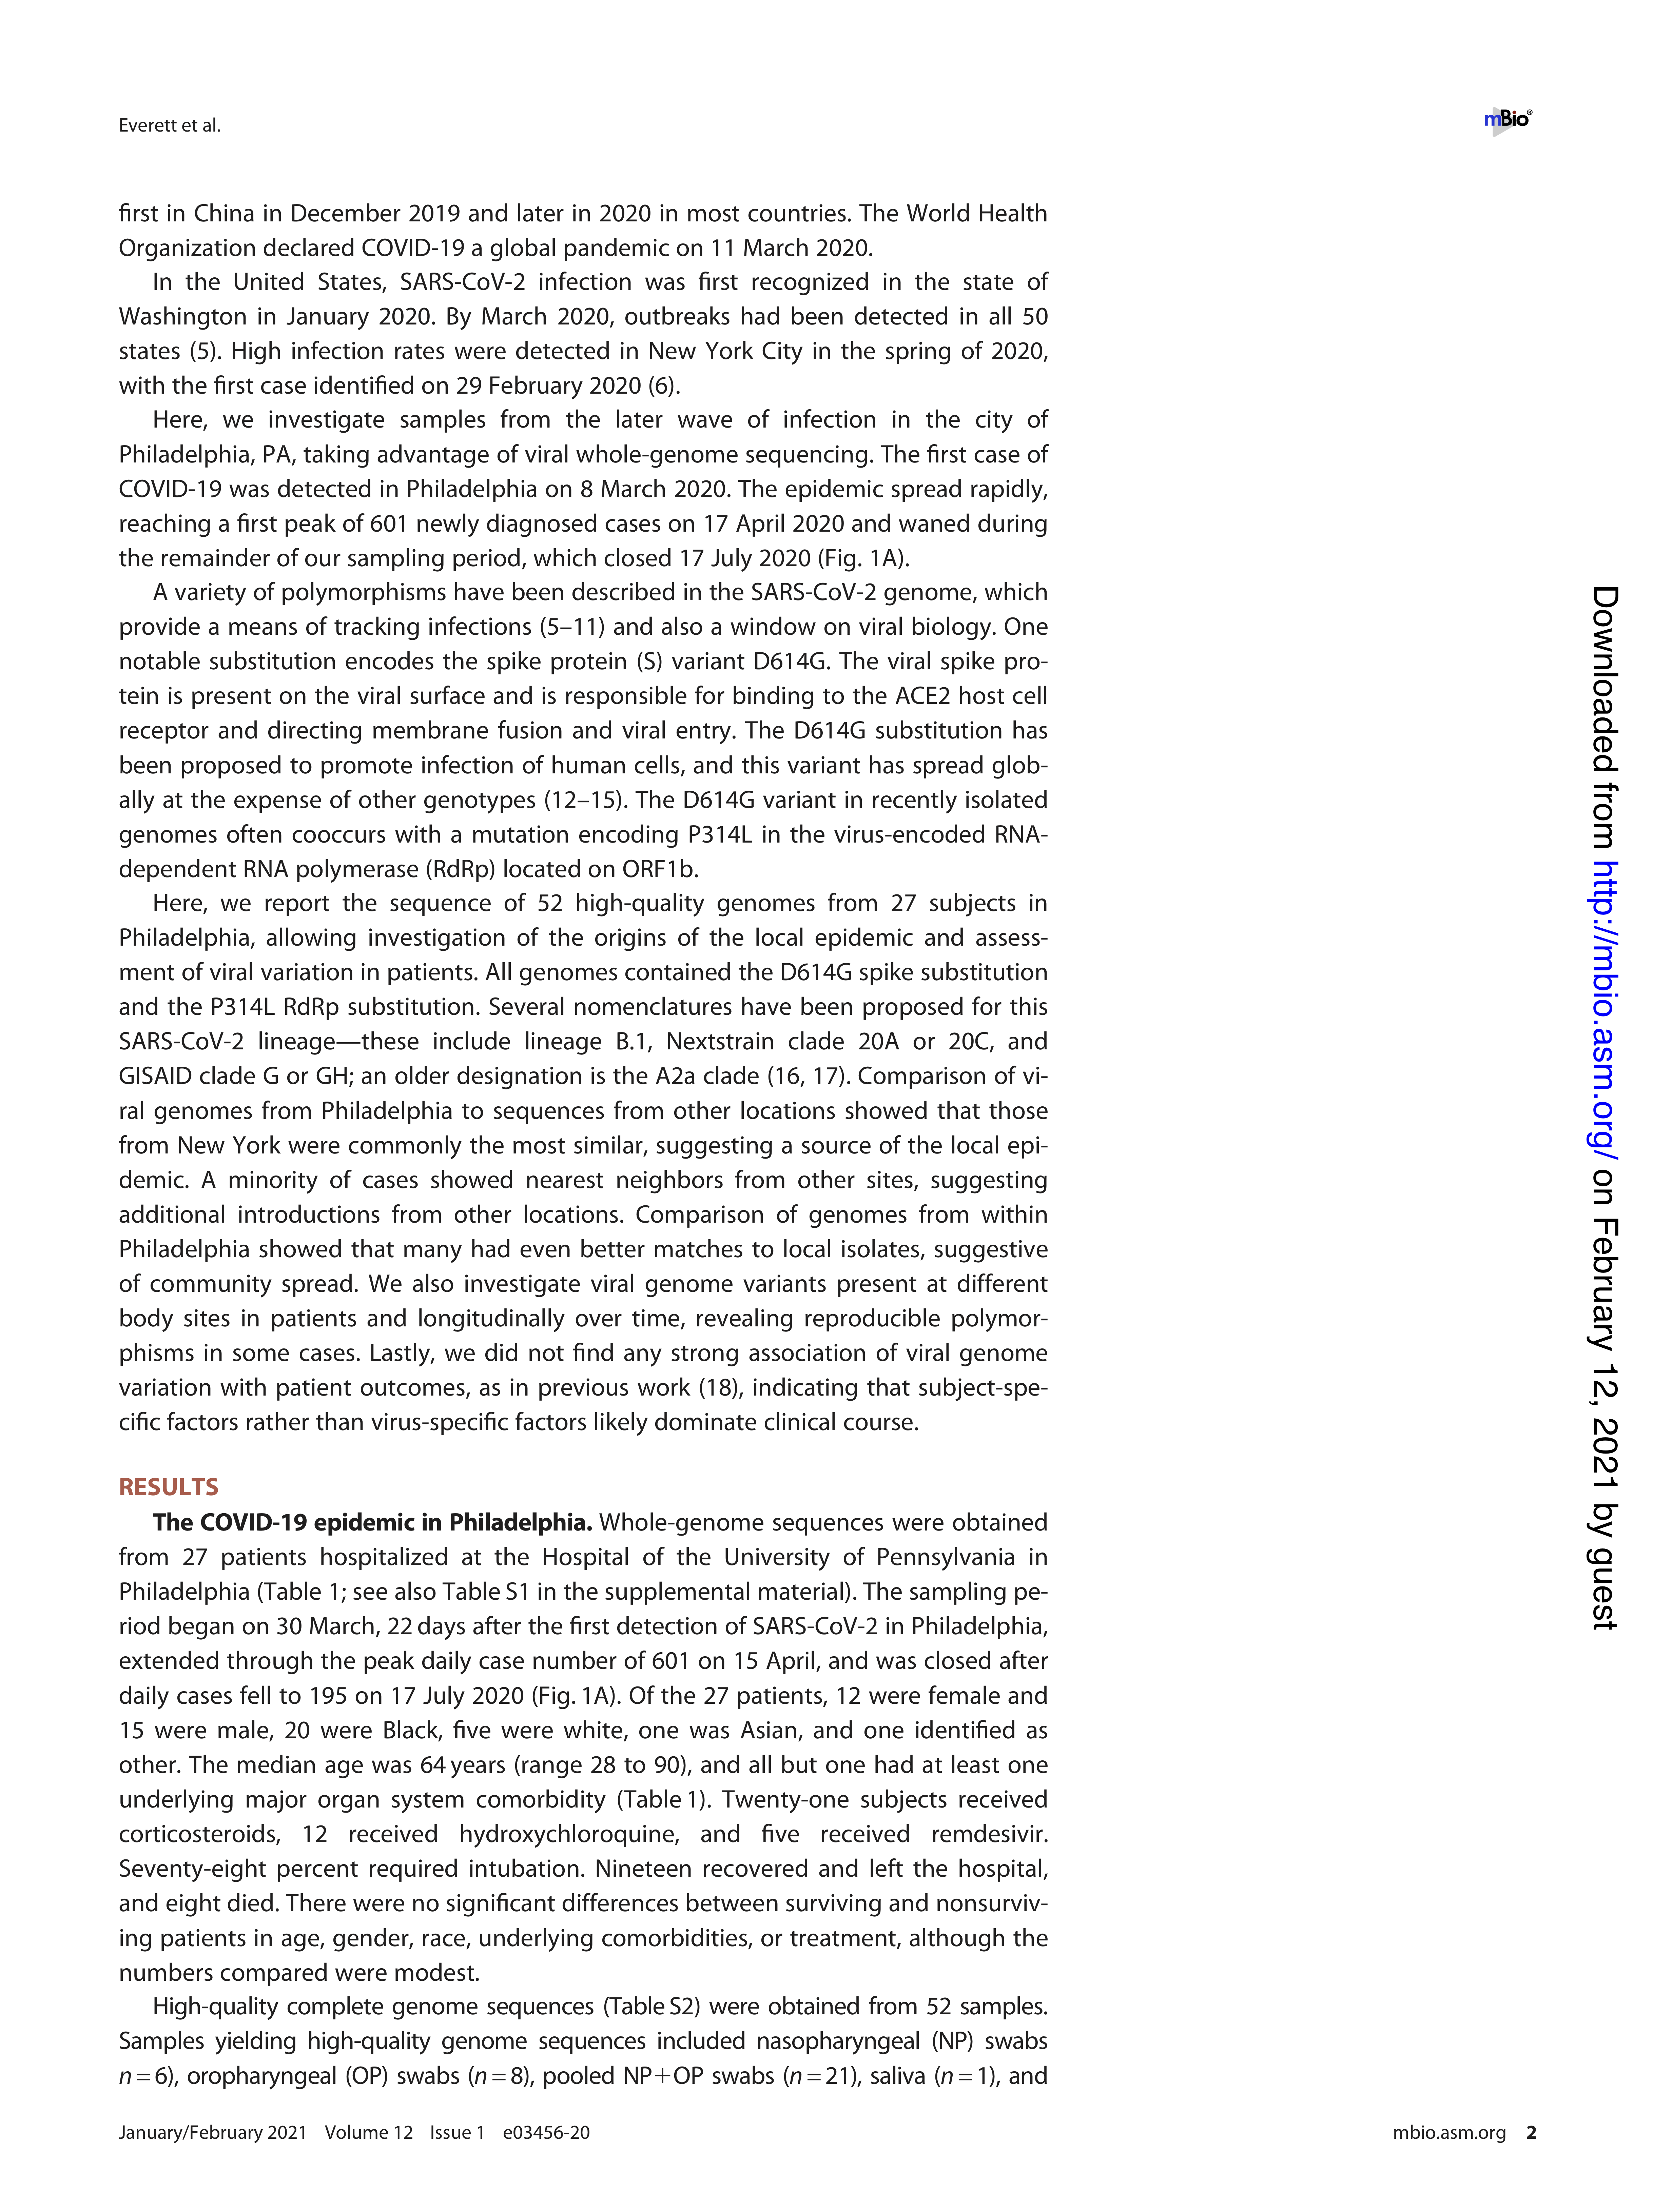 Everett et al.
mBio®
first in China in December 2019 and later in 2020 in most countries. The World Health
Organization declared COVID-19 a global pandemic on 11 March 2020.
In the United States, SARS-CoV-2 infection was first recognized in the state of
Washington in January 2020. By March 2020, outbreaks had been detected in all 50
states (5). High infection rates were detected in New York City in the spring of 2020,
with the first case identified on 29 February 2020 (6).
Here, we investigate samples from the later wave of infection in the city of
Philadelphia, PA, taking advantage of viral whole-genome sequencing. The first case of
COVID-19 was detected in Philadelphia on 8 March 2020. The epidemic spread rapidly,
reaching a first peak of 601 newly diagnosed cases on 17 April 2020 and waned during
the remainder of our sampling period, which closed 17 July 2020 (Fig. 1A).
A variety of polymorphisms have been described in the SARS-CoV-2 genome, which
provide a means of tracking infections (5–11) and also a window on viral biology. One
notable substitution encodes the spike protein (S) variant D614G. The viral spike pro-
tein is present on the viral surface and is responsible for binding to the ACE2 host cell
receptor and directing membrane fusion and viral entry. The D614G substitution has
been proposed to promote infection of human cells, and this variant has spread glob-
ally at the expense of other genotypes (12–15). The D614G variant in recently isolated
genomes often cooccurs with a mutation encoding P314L in the virus-encoded RNA-
dependent RNA polymerase (RdRp) located on ORF1b.
Here, we report the sequence of 52 high-quality genomes from 27 subjects in
Philadelphia, allowing investigation of the origins of the local epidemic and assess-
ment of viral variation in patients. All genomes contained the D614G spike substitution
and the P314L RdRp substitution. Several nomenclatures have been proposed for this
SARS-CoV-2 lineage—these include lineage B.1, Nextstrain clade 20A or 20C, and
GISAID clade G or GH; an older designation is the A2a clade (16, 17). Comparison of vi-
ral genomes from Philadelphia to sequences from other locations showed that those
from New York were commonly the most similar, suggesting a source of the local epi-
demic. A minority of cases showed nearest neighbors from other sites, suggesting
additional introductions from other locations. Comparison of genomes from within
Philadelphia showed that many had even better matches to local isolates, suggestive
of community spread. We also investigate viral genome variants present at different
body sites in patients and longitudinally over time, revealing reproducible polymor-
phisms in some cases. Lastly, we did not find any strong association of viral genome
variation with patient outcomes, as in previous work (18), indicating that subject-spe-
cific factors rather than virus-specific factors likely dominate clinical course.
RESULTS
The COVID-19 epidemic in Philadelphia. Whole-genome sequences were obtained
from 27 patients hospitalized at the Hospital of the University of Pennsylvania in
Philadelphia (Table 1; see also Table S1 in the supplemental material). The sampling pe-
riod began on 30 March, 22 days after the first detection of SARS-CoV-2 in Philadelphia,
extended through the peak daily case number of 601 on 15 April, and was closed after
daily cases fell to 195 on 17 July 2020 (Fig. 1A). Of the 27 patients, 12 were female and
15 were male, 20 were Black, five were white, one was Asian, and one identified as
other. The median age was 64 years (range 28 to 90), and all but one had at least one
underlying major organ system comorbidity (Table 1). Twenty-one subjects received
corticosteroids, 12 received hydroxychloroquine, and five received remdesivir.
Seventy-eight percent required intubation. Nineteen recovered and left the hospital,
and eight died. There were no significant differences between surviving and nonsurviv-
ing patients in age, gender, race, underlying comorbidities, or treatment, although the
numbers compared were modest.
High-quality complete genome sequences (Table S2) were obtained from 52 samples.
Samples yielding high-quality genome sequences included nasopharyngeal (NP) swabs
n = 6), oropharyngeal (OP) swabs (n = 8), pooled NP+OP swabs (n = 21), saliva (n = 1), and
January/February 2021 Volume 12 Issue 1 e03456-20
mbio.asm.org 2
Downloaded from http://mbio.asm.org/ on February 12, 2021 by guest